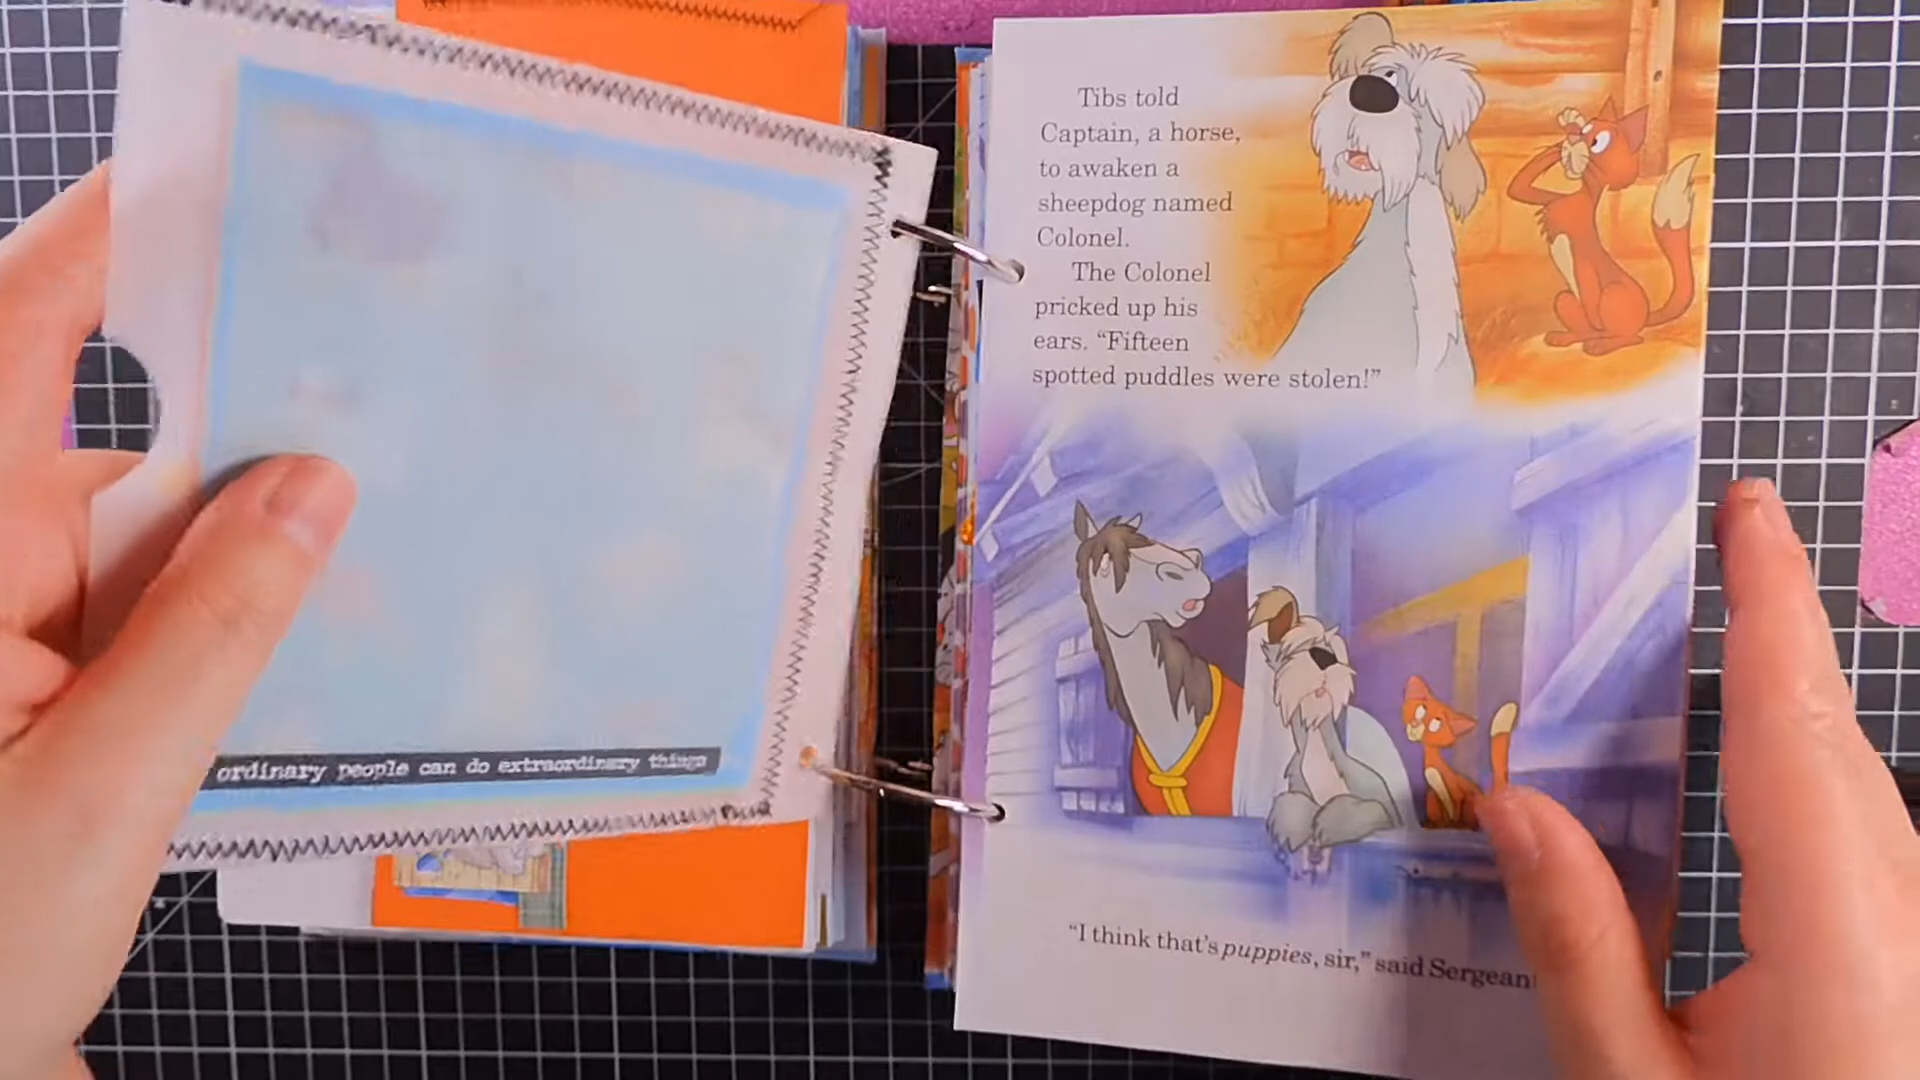 ordinary people can do extraordinary things
Tibs told
Captain, a horse,
to awaken a
sheepdog named
Colonel.
The Colonel
pricked up his
ears. “Fifteen
spotted puddles were stolen!”
“I think that’s puppies, sir,” said Sergean